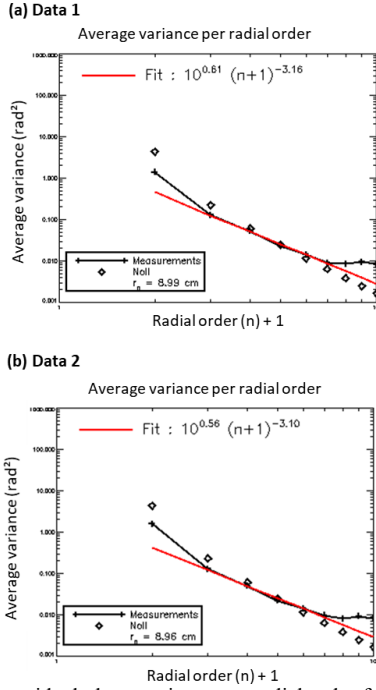 (a) Data 1
Average variance per radial order
Fit : 10^0.61 (n+1)^−3.16
1000.000
100.000
10.000
1.000
0.100
0.010
0.001
Average variance (rad²)
Measurements
Noll
= 8.99 cm
1
Radial order (n) + 1
(b) Data 2
Average variance per radial order
Fit : 10^0.56 (n+1)^−3.10
1000.000
100.000
10.000
1.000
0.100
0.010
0.001
Average variance (rad²)
Measurements
Noll
= 8.96 cm
1
10
Radial order (n) + 1